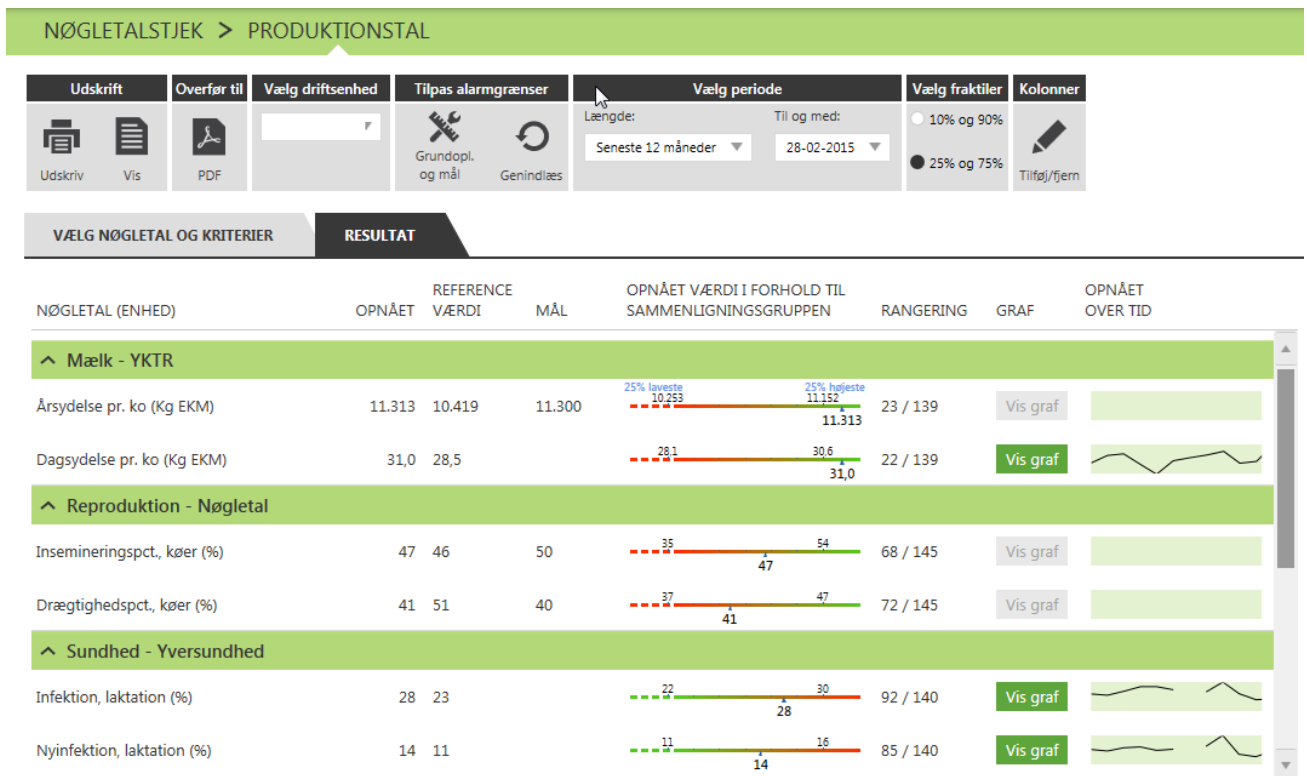 NØGLETALSTJEK > PRODUKTIONSTAL
Udskrift
Overfør til
Vælg driftsenhed
Tilpas alarmgrænser
Vælg periode
Vælg fraktiler
Kolonner
Udskriv
Vis
PDF
Grundopl.
og mål
Genindlæs
Længde:
Til og med:
Seneste 12 måneder
28-02-2015
10% og 90%
25% og 75%
Tilføj/fjern
VÆLG NØGLETAL OG KRITERIER
RESULTAT
NØGLETAL (ENHED)
OPNÅET
REFERENCE
VÆRDI
MÅL
OPNÅET VÆRDI I FORHOLD TIL
SAMMENLIGNINGSGRUPPEN
RANGERING
GRAF
OPNÅET
OVER TID
Mælk - YKTR
25% laveste 25% højeste
10.253 11.152
Årsydelse pr. ko (Kg EKM) 11.313 10.419 11.300 23 / 139 Vis graf
11.313
28,1 30,6
Dagsydelse pr. ko (Kg EKM) 31,0 28,5 22 / 139 Vis graf
31,0
Reproduktion - Nøgletal
35 54
Insemineringspct., køer (%) 47 46 50 68 / 145 Vis graf
47
37 47
Drægtighedspct., køer (%) 41 51 40 72 / 145 Vis graf
41
Sundhed - Yversundhed
22 30
Infektion, laktation (%) 28 23 92 / 140 Vis graf
28
11 16
Nyinfektion, laktation (%) 14 11 85 / 140 Vis graf
14